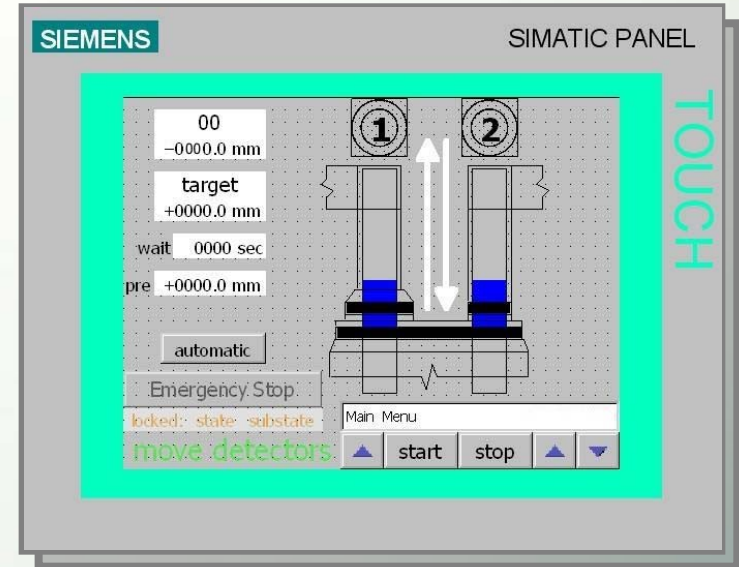 SIEMENS
SIMATIC PANEL
TOUCH
00
−0000.0 mm
target
+0000.0 mm
wait 0000 sec
pre +0000.0 mm
automatic
Emergency Stop
locked: state substate
move detectors
1 2
Main Menu
start stop